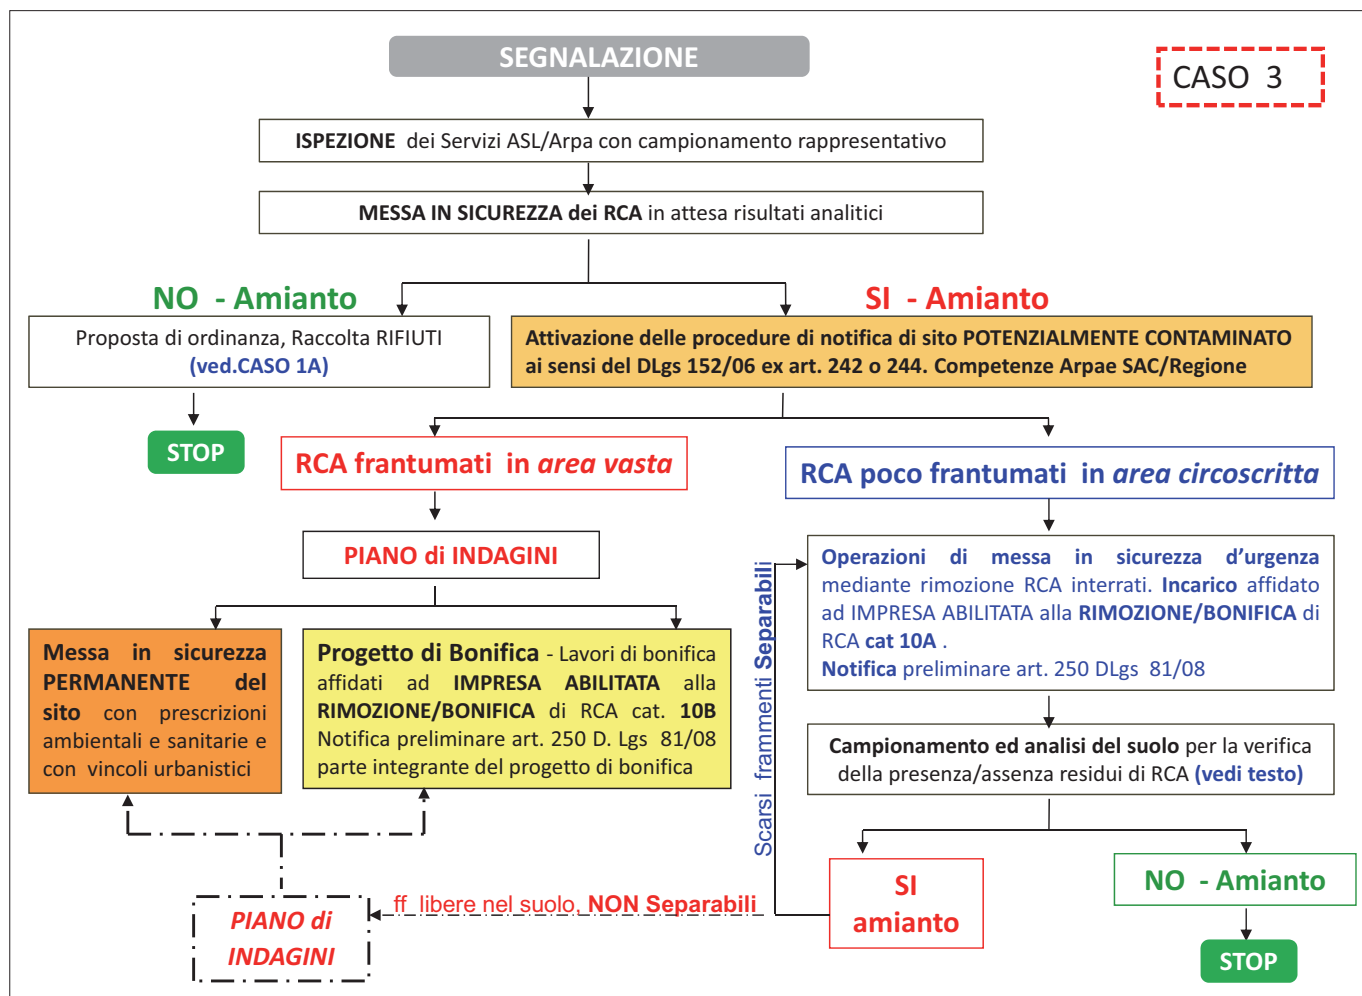 SEGNALAZIONE
CASO 3
ISPEZIONE dei Servizi ASL/Arpa con campionamento rappresentativo
MESSA IN SICUREZZA dei RCA in attesa risultati analitici
NO - Amianto
SI - Amianto
Proposta di ordinanza, Raccolta RIFIUTI
(ved.CASO 1A)
Attivazione delle procedure di notifica di sito POTENZIALMENTE CONTAMINATO
ai sensi del DLgs 152/06 ex art. 242 o 244. Competenze Arpae SAC/Regione
STOP
RCA frantumati in area vasta
RCA poco frantumati in area circoscritta
PIANO di INDAGINI
Operazioni di messa in sicurezza d'urgenza
mediante rimozione RCA interrati. Incarico affidato
ad IMPRESA ABILITATA alla RIMOZIONE/BONIFICA di
RCA cat 10A .
Notifica preliminare art. 250 DLgs 81/08
Scarsi frammenti Separabili
Messa in sicurezza
PERMANENTE del
sito con prescrizioni
ambientali e sanitarie e
con vincoli urbanistici
Progetto di Bonifica - Lavori di bonifica
affidati ad IMPRESA ABILITATA alla
RIMOZIONE/BONIFICA di RCA cat. 10B
Notifica preliminare art. 250 D. Lgs 81/08
parte integrante del progetto di bonifica
Campionamento ed analisi del suolo per la verifica
della presenza/assenza residui di RCA (vedi testo)
SI
amianto
NO - Amianto
ff libere nel suolo, NON Separabili
PIANO di
INDAGINI
STOP